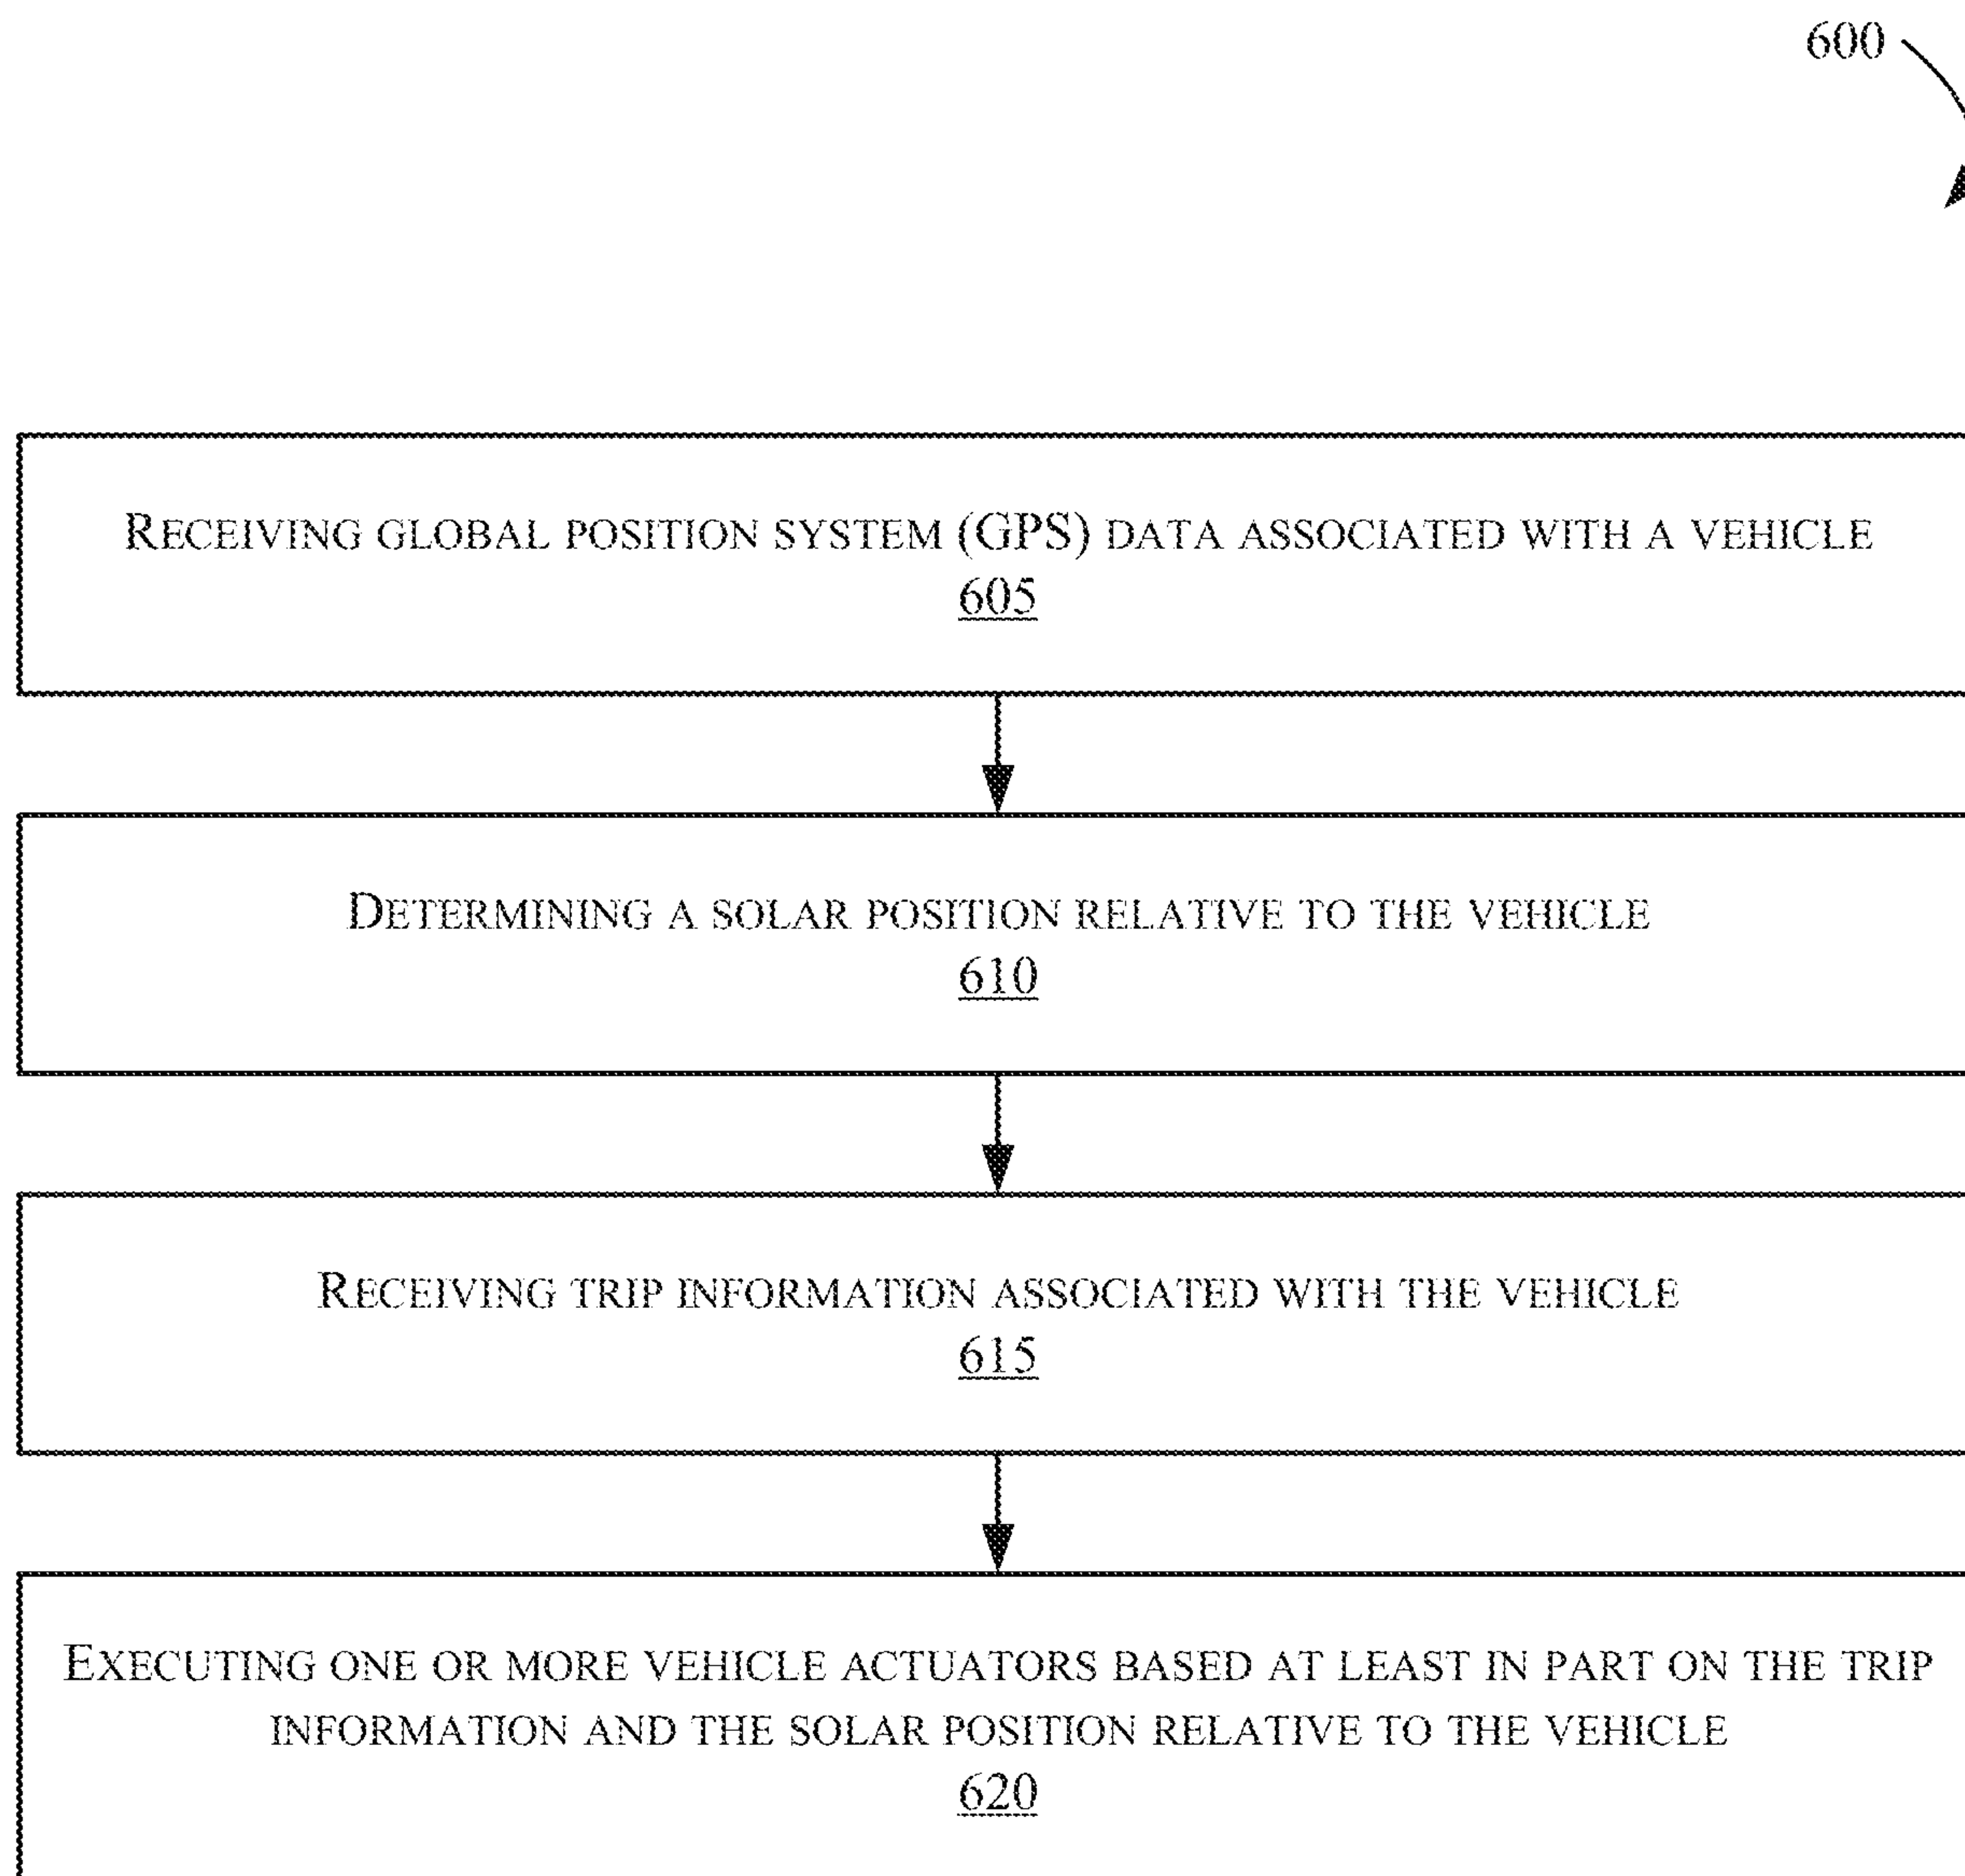 600
RECEIVING GLOBAL POSITION SYSTEM (GPS) DATA ASSOCIATED WITH A VEHICLE
605
DETERMINING A SOLAR POSITION RELATIVE TO THE VEHICLE
610
RECEIVING TRIP INFORMATION ASSOCIATED WITH THE VEHICLE
615
EXECUTING ONE OR MORE VEHICLE ACTUATORS BASED AT LEAST IN PART ON THE TRIP
INFORMATION AND THE SOLAR POSITION RELATIVE TO THE VEHICLE
620